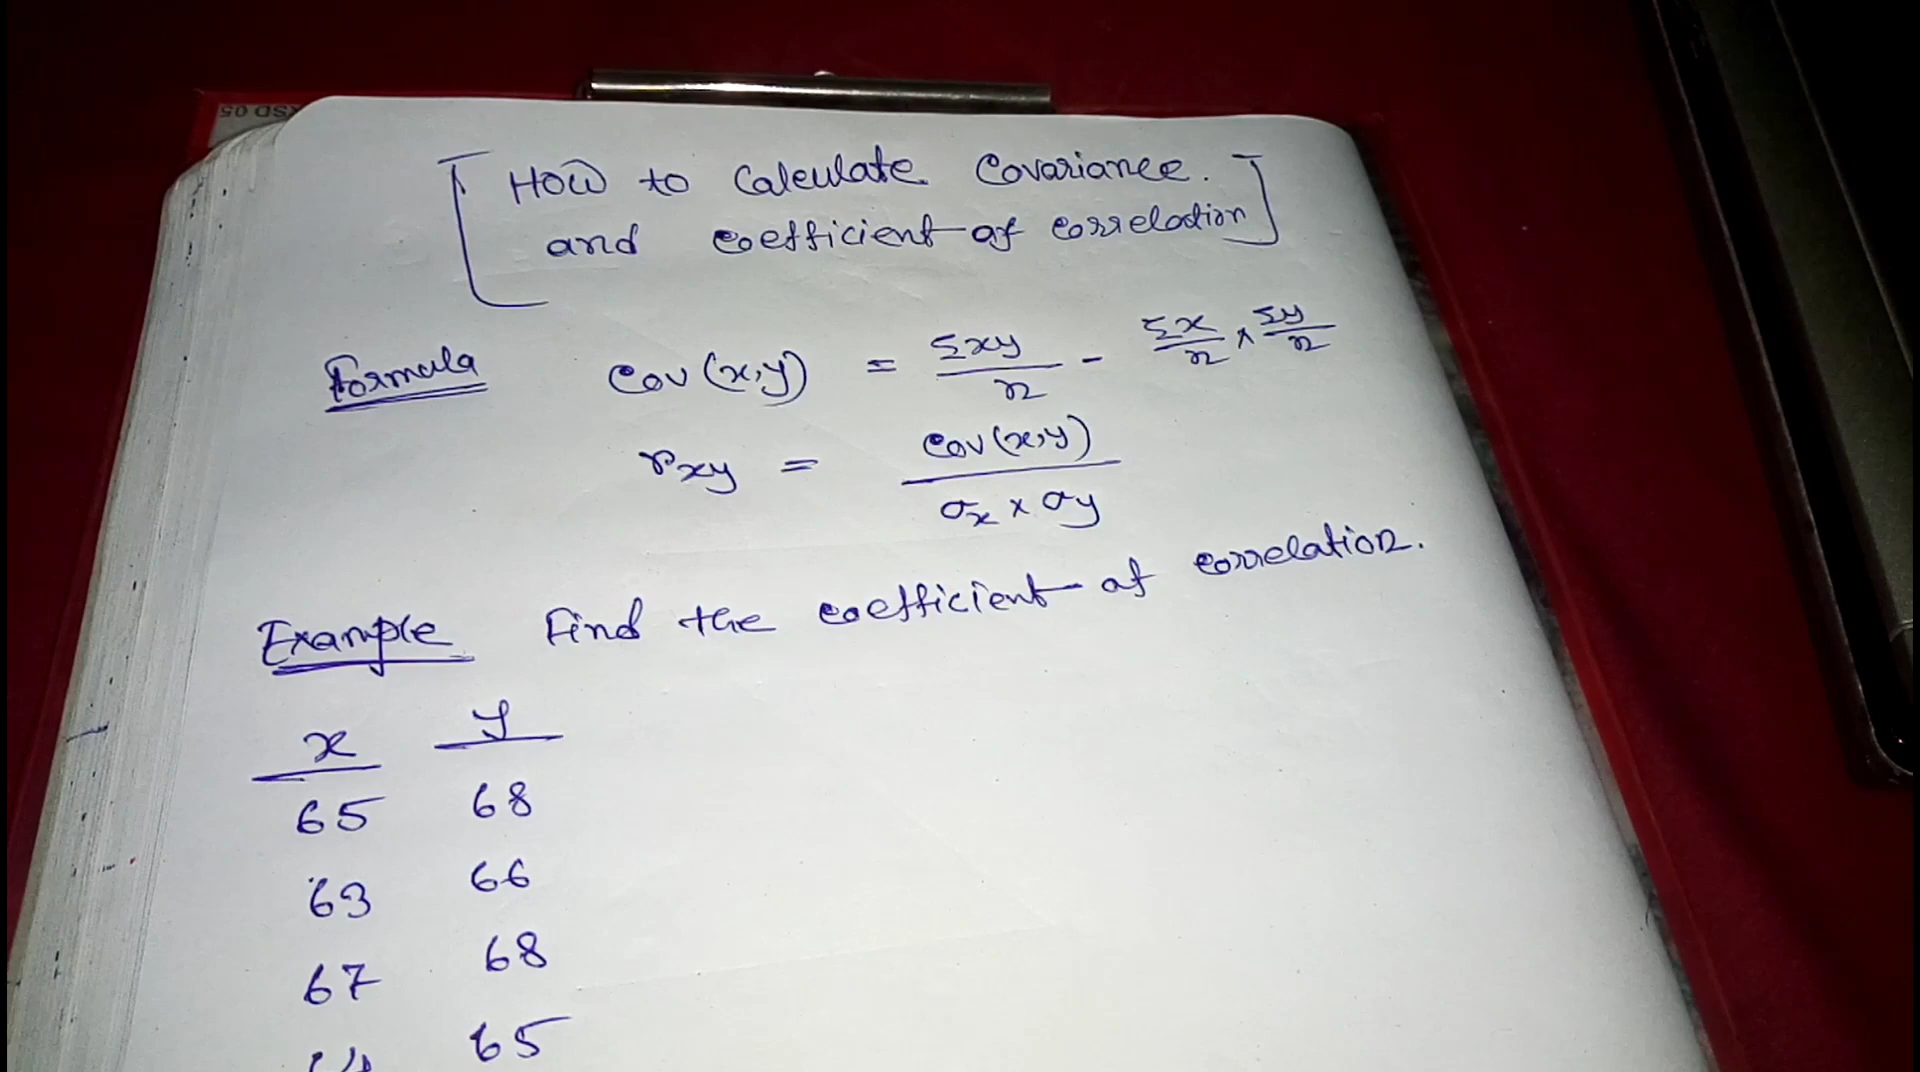 How to Calculate Covariance.
and coefficient of correlation
Formula Cov (x,y) = Σxy/n - Σx/n × Σy/n
rxy = Cov(x,y)/σx × σy
Example Find the coefficient of correlation.
x y
65 68
63 66
67 68
64 65